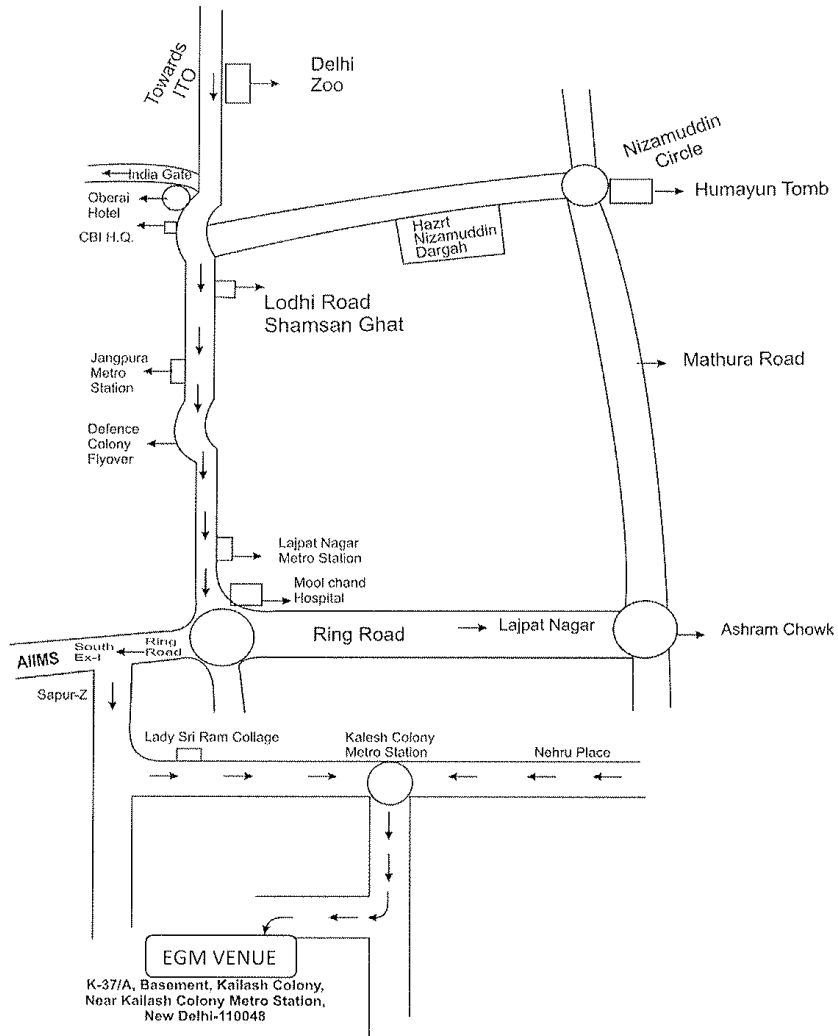 Towards
ITO
Delhi
Zoo
India Gate
Oberai
Hotel
CBI H.Q.
Nizamuddin
Circle
Humayun Tomb
Hazrt
Nizamuddin
Dargah
Lodhi Road
Shamsan Ghat
Jangpura
Metro
Station
Mathura Road
Defence
Colony
Flyover
Lajpat Nagar
Metro Station
Mool chand
Hospital
Ring Road
Lajpat Nagar
Ashram Chowk
AIIMS
South
Ex-I
Ring
Road
Sapur-Z
Lady Sri Ram Collage
Kalesh Colony
Metro Station
Nehru Place
EGM VENUE
K-37/A, Basement, Kailash Colony,
Near Kailash Colony Metro Station,
New Delhi-110048